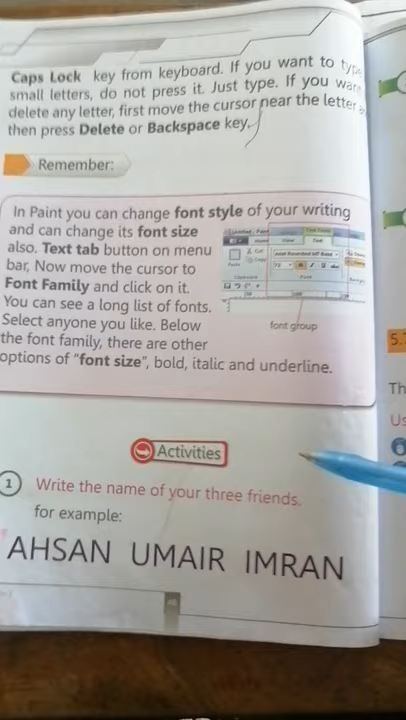 Caps Lock key from keyboard. If you want to type
small letters, do not press it. Just type. If you want
delete any letter, first move the cursor near the letter
then press Delete or Backspace key.
Remember:
In Paint you can change font style of your writing
and can change its font size
also. Text tab button on menu
bar, Now move the cursor to
Font Family and click on it.
You can see a long list of fonts.
Select anyone you like. Below
the font family, there are other
options of “font size”, bold, italic and underline.
font group
Activities
1 Write the name of your three friends.
for example:
AHSAN UMAIR IMRAN
5.
Th
Us